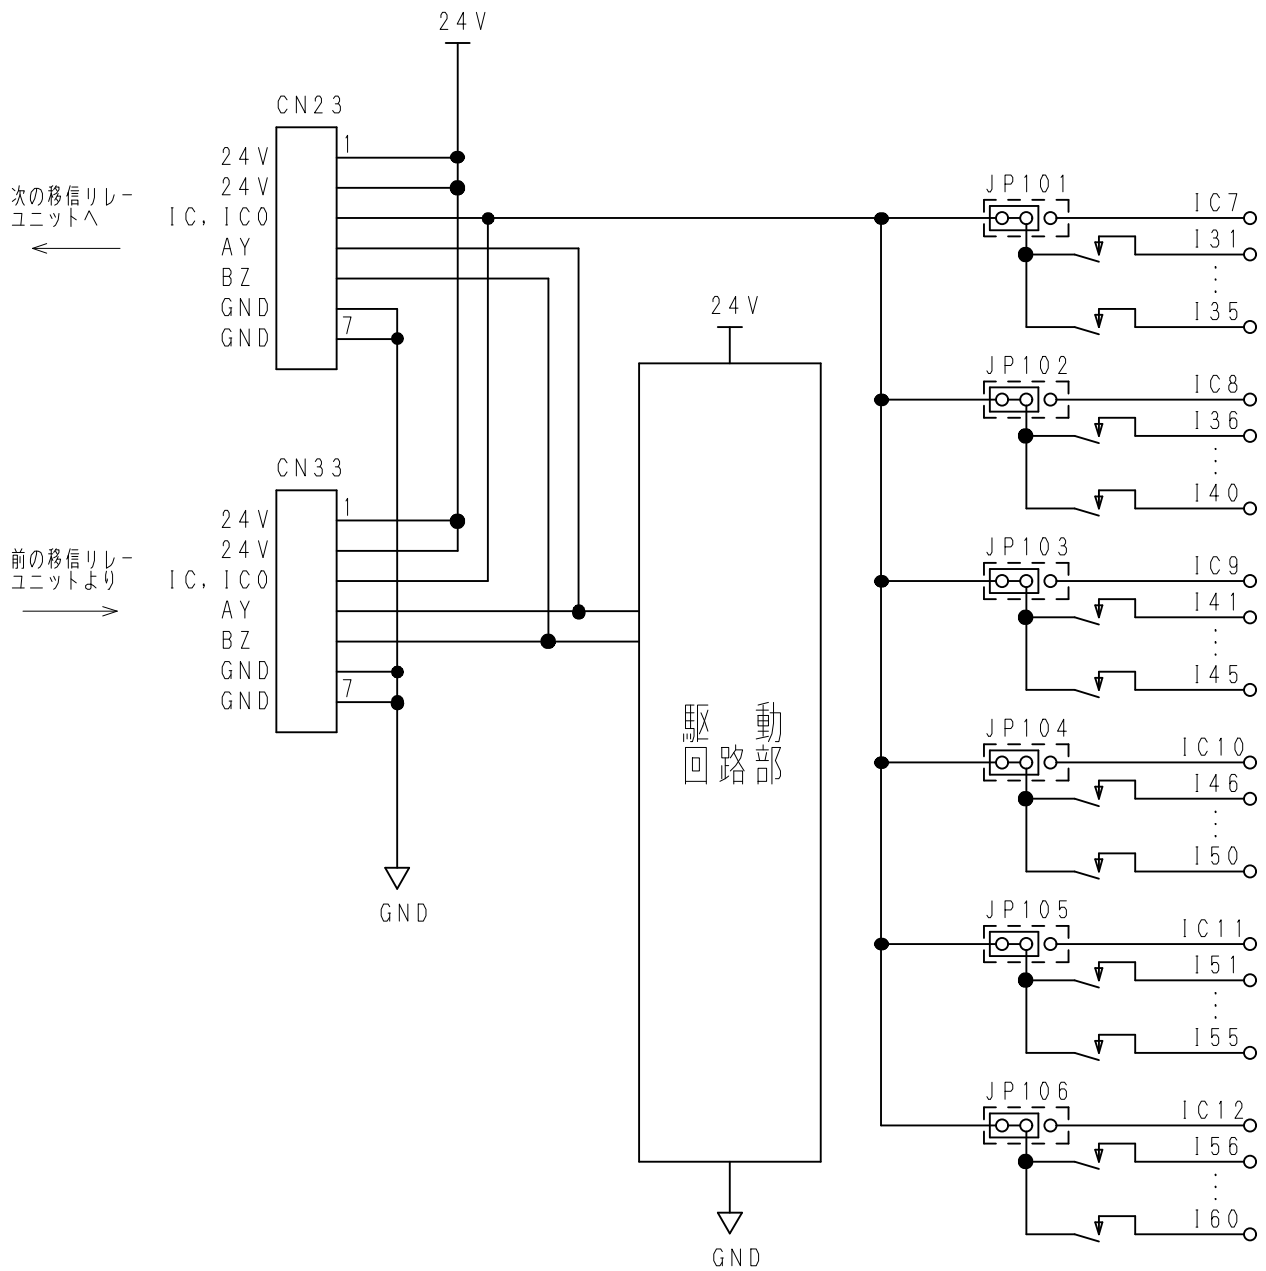 24V
CN23
1
24V
24V
IC, IC0
AY
BZ
GND
7
GND
次の移信リレー
ユニットへ
CN33
1
24V
24V
IC, IC0
AY
BZ
GND
7
GND
前の移信リレー
ユニットより
GND
24V
駆動
回路部
GND
JP101
IC7
I31
I35
JP102
IC8
I36
I40
JP103
IC9
I41
I45
JP104
IC10
I46
I50
JP105
IC11
I51
I55
JP106
IC12
I56
I60